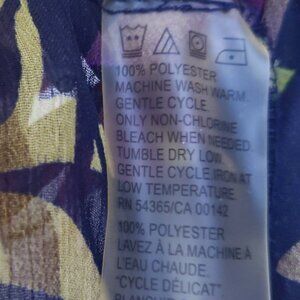 100% POLYESTER
MACHINE WASH WARM.
GENTLE CYCLE.
ONLY NON-CHLORINE
BLEACH WHEN NEEDED.
TUMBLE DRY LOW
GENTLE CYCLE.IRON AT
LOW TEMPERATURE.
RN 54365/CA 00142
100% POLYESTER
LAVEZ À LA MACHINE À
L'EAU CHAUDE.
"CYCLE DÉLICAT"